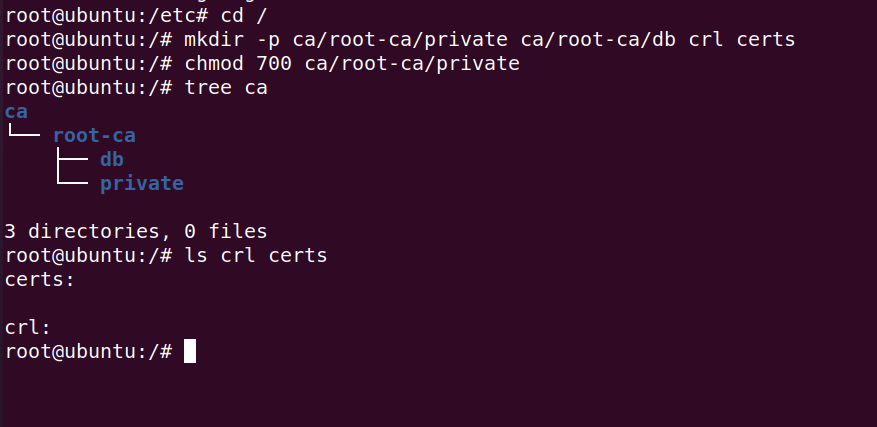 root@ubuntu:/etc# cd /
root@ubuntu:/# mkdir -p ca/root-ca/private ca/root-ca/db crl certs
root@ubuntu:/# chmod 700 ca/root-ca/private
root@ubuntu:/# tree ca
ca
└── root-ca
    ├── db
    └── private

3 directories, 0 files
root@ubuntu:/# ls crl certs
certs:

crl:
root@ubuntu:/#